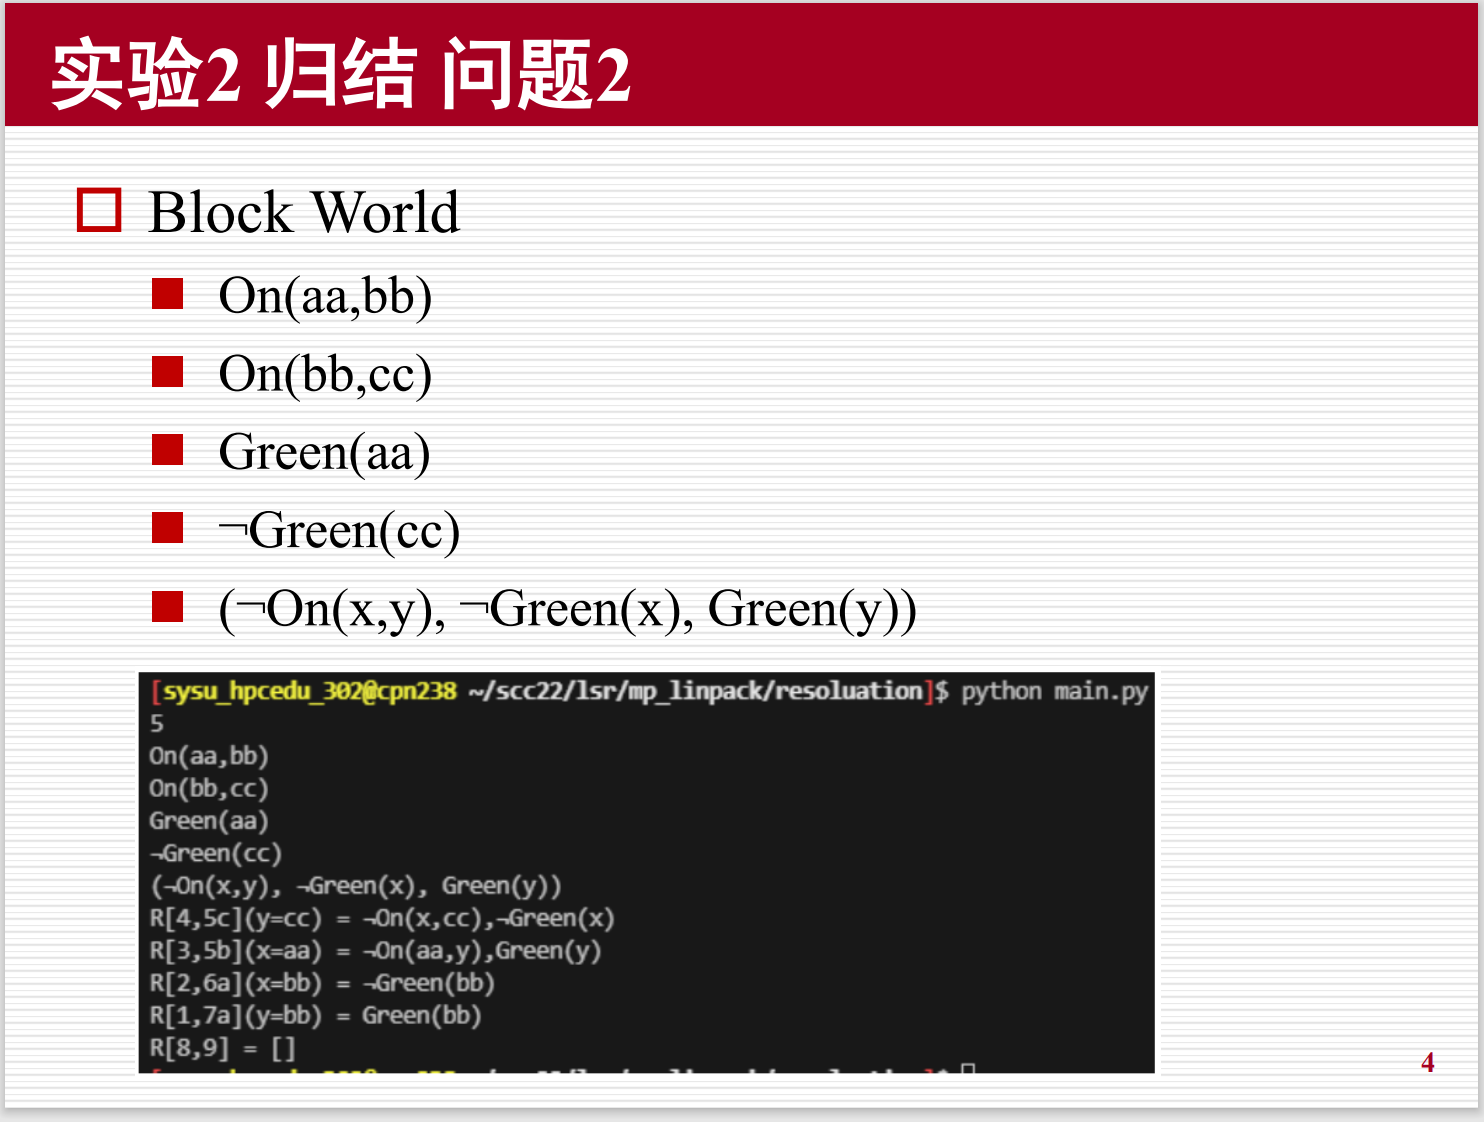 实验2 归结 问题2
Block World
On(aa,bb)
On(bb,cc)
Green(aa)
¬Green(cc)
(¬On(x,y), ¬Green(x), Green(y))
[sysu_hpcedu_302@cpn238 ~/scc22/lsr/mp_linpack/resoluation]$ python main.py
5
On(aa,bb)
On(bb,cc)
Green(aa)
¬Green(cc)
(¬On(x,y), ¬Green(x), Green(y))
R[4,5c](y=cc) = ¬On(x,cc),¬Green(x)
R[3,5b](x=aa) = ¬On(aa,y),Green(y)
R[2,6a](x=bb) = ¬Green(bb)
R[1,7a](y=bb) = Green(bb)
R[8,9] = []
4